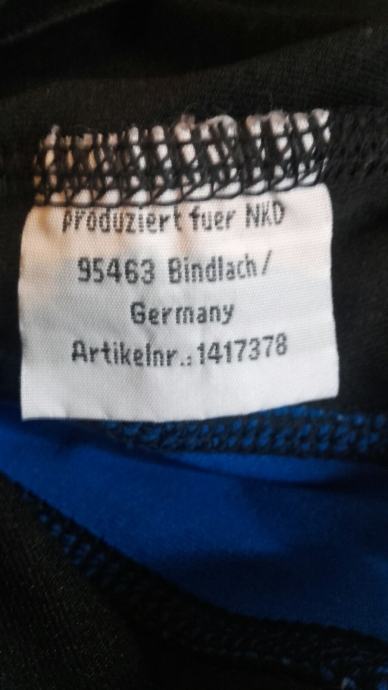 produziert fuer NKD
95463 Bindlach/
Germany
Artikelnr.:1417378